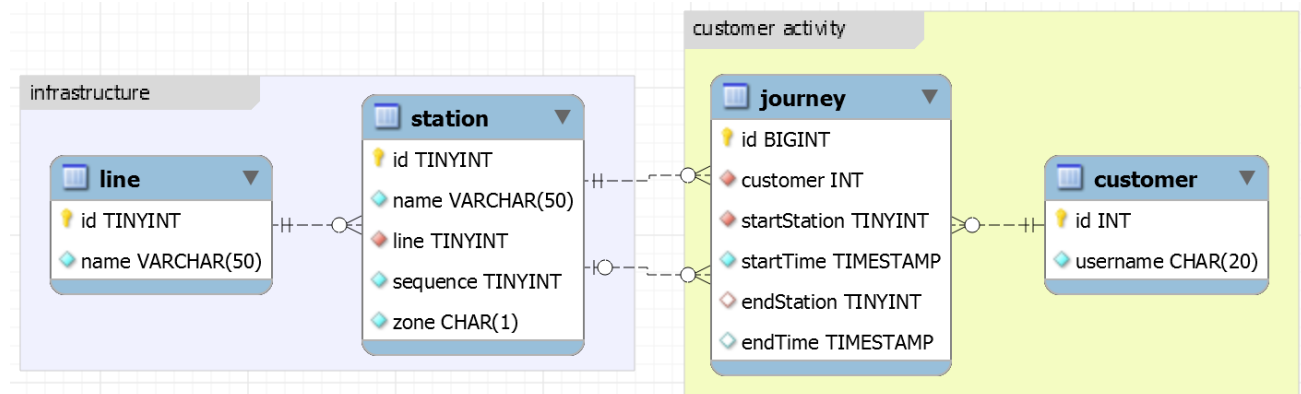 customer activity
infrastructure
line
id TINYINT
name VARCHAR(50)
station
id TINYINT
name VARCHAR(50)
line TINYINT
sequence TINYINT
zone CHAR(1)
journey
id BIGINT
customer INT
startStation TINYINT
startTime TIMESTAMP
endStation TINYINT
endTime TIMESTAMP
customer
id INT
username CHAR(20)